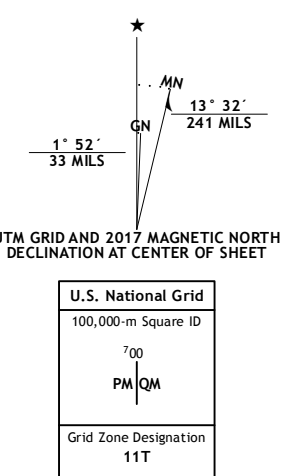 ★
MN
GN
13° 32´
241 MILS
1° 52´
33 MILS
UTM GRID AND 2017 MAGNETIC NORTH
DECLINATION AT CENTER OF SHEET
U.S. National Grid
100,000-m Square ID
⁷00
PM QM
Grid Zone Designation
11T